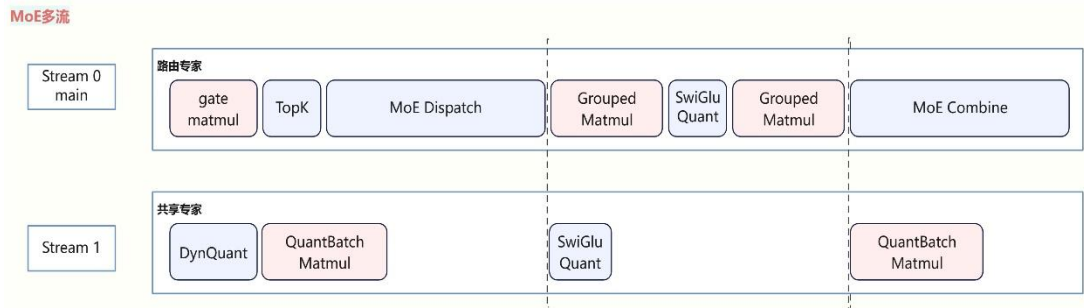 MoE多流
Stream 0
main
路由专家
gate
matmul
TopK
MoE Dispatch
Grouped
Matmul
SwiGlu
Quant
Grouped
Matmul
MoE Combine
Stream 1
共享专家
DynQuant
QuantBatch
Matmul
SwiGlu
Quant
QuantBatch
Matmul